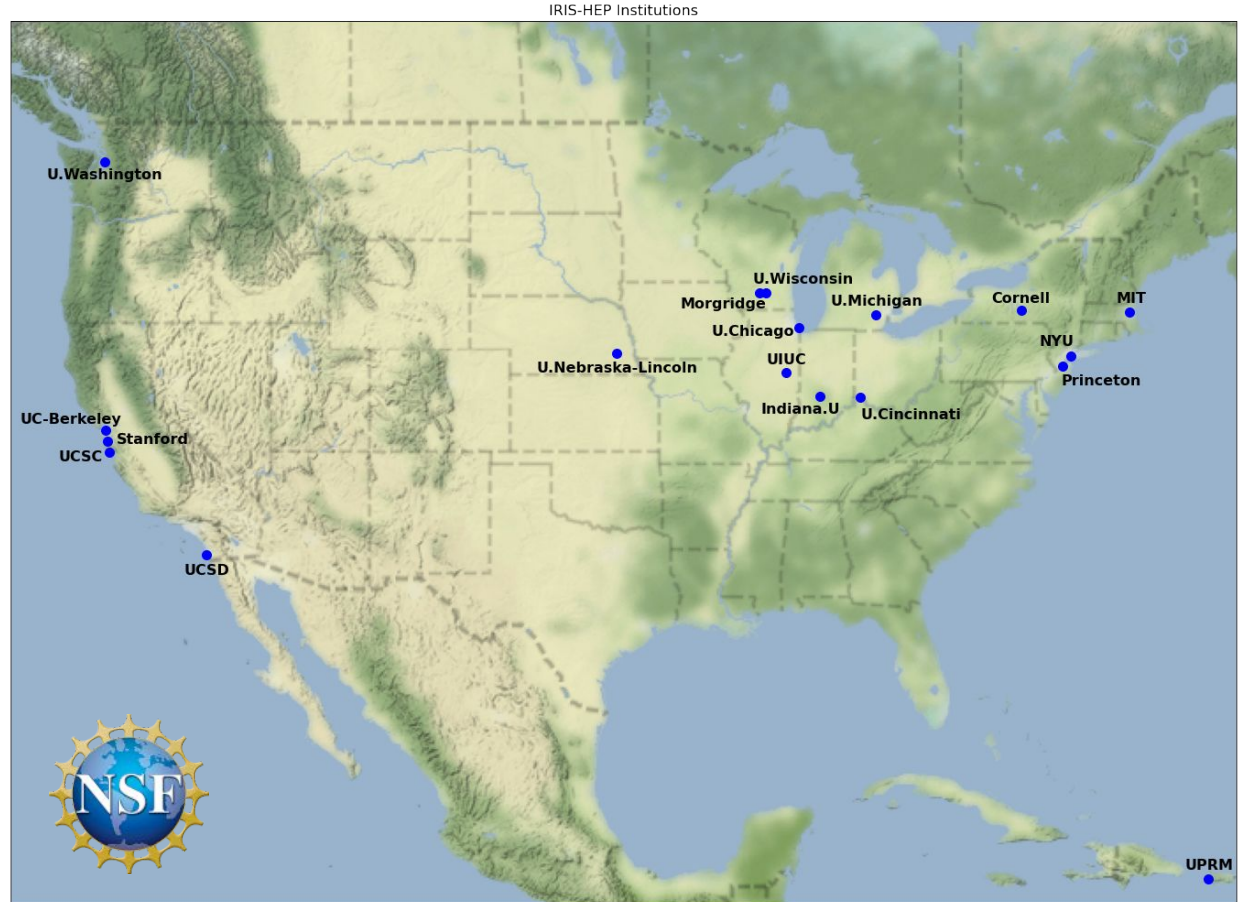 IRIS-HEP Institutions
U.Washington
U.Wisconsin
Morgridge
U.Michigan
Cornell
MIT
U.Chicago
NYU
UIUC
U.Nebraska-Lincoln
Princeton
Indiana.U
U.Cincinnati
UC-Berkeley
Stanford
UCSC
UCSD
NSF
UPRM